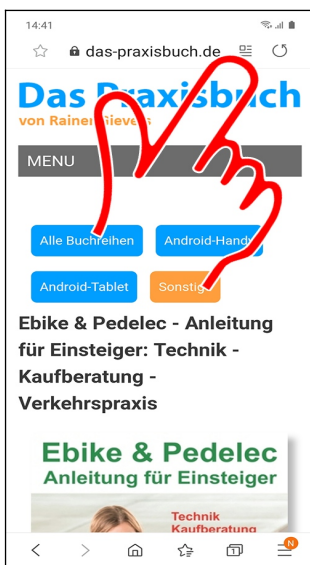 14:41
das-praxisbuch.de
Das Praxisbuch
von Rainer Gievers
MENU
Alle Buchreihen
Android-Handy
Android-Tablet
Sonstige
Ebike & Pedelec - Anleitung
für Einsteiger: Technik -
Kaufberatung -
Verkehrspraxis
Ebike & Pedelec
Anleitung für Einsteiger
Technik
Kaufberatung
1
N